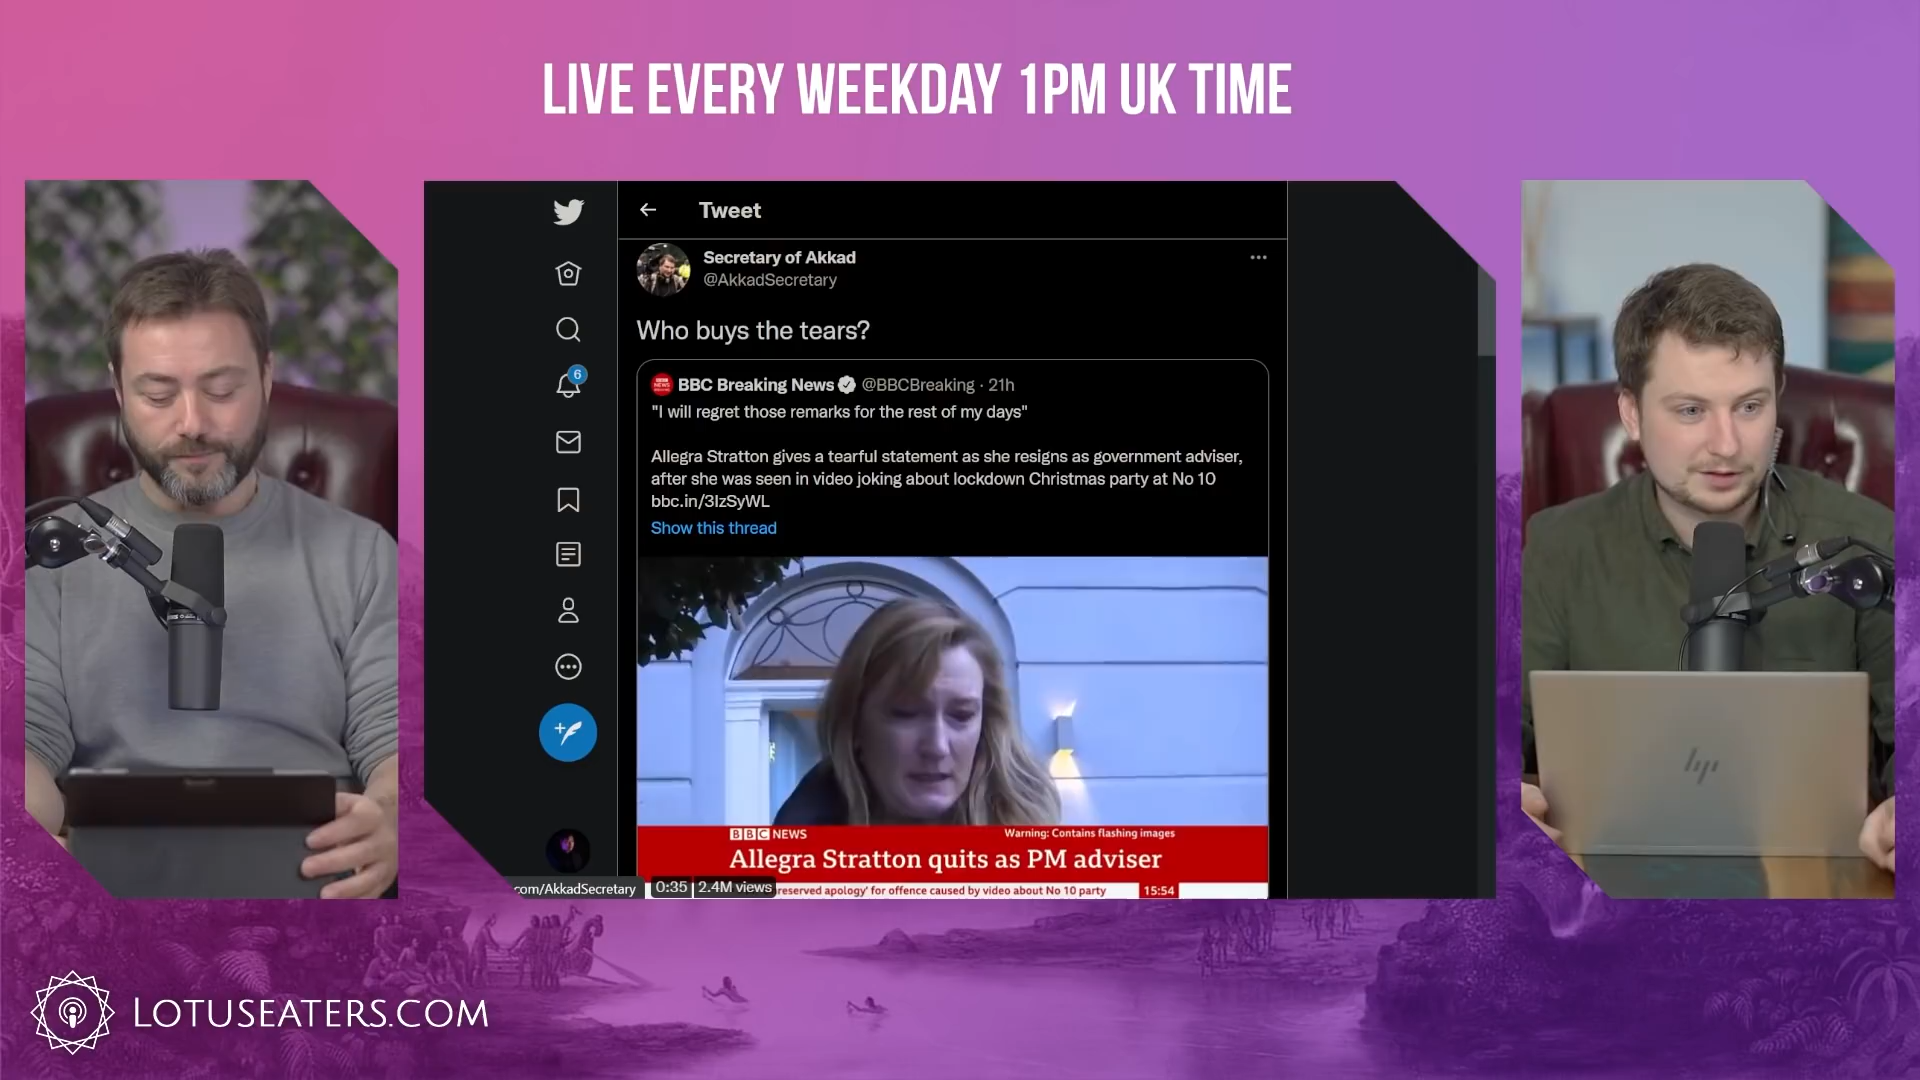 LIVE EVERY WEEKDAY 1PM UK TIME
Tweet
Secretary of Akkad
@AkkadSecretary
Who buys the tears?
6
BBC Breaking News @BBCBreaking · 21h
"I will regret those remarks for the rest of my days"
Allegra Stratton gives a tearful statement as she resigns as government adviser,
after she was seen in video joking about lockdown Christmas party at No 10
bbc.in/3IzSyWL
Show this thread
BBC NEWS
Warning: Contains flashing images
Allegra Stratton quits as PM adviser
com/AkkadSecretary
0:35
2.4M views
reserved apology' for offence caused by video about No 10 party
15:54
hp
LOTUSEATERS.COM